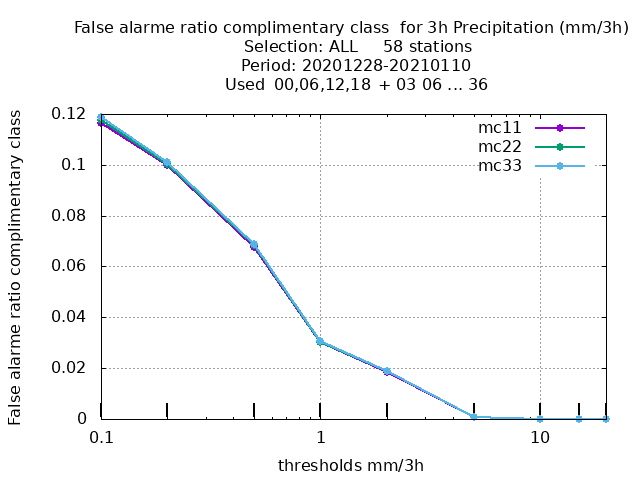 False alarme ratio complimentary class  for 3h Precipitation (mm/3h)
Selection: ALL     58 stations
Period: 20201228-20210110
Used  00,06,12,18 + 03 06 ... 36
False alarme ratio complimentary class
0.12
0.1
0.08
0.06
0.04
0.02
0
mc11
mc22
mc33
0.1
1
10
thresholds mm/3h